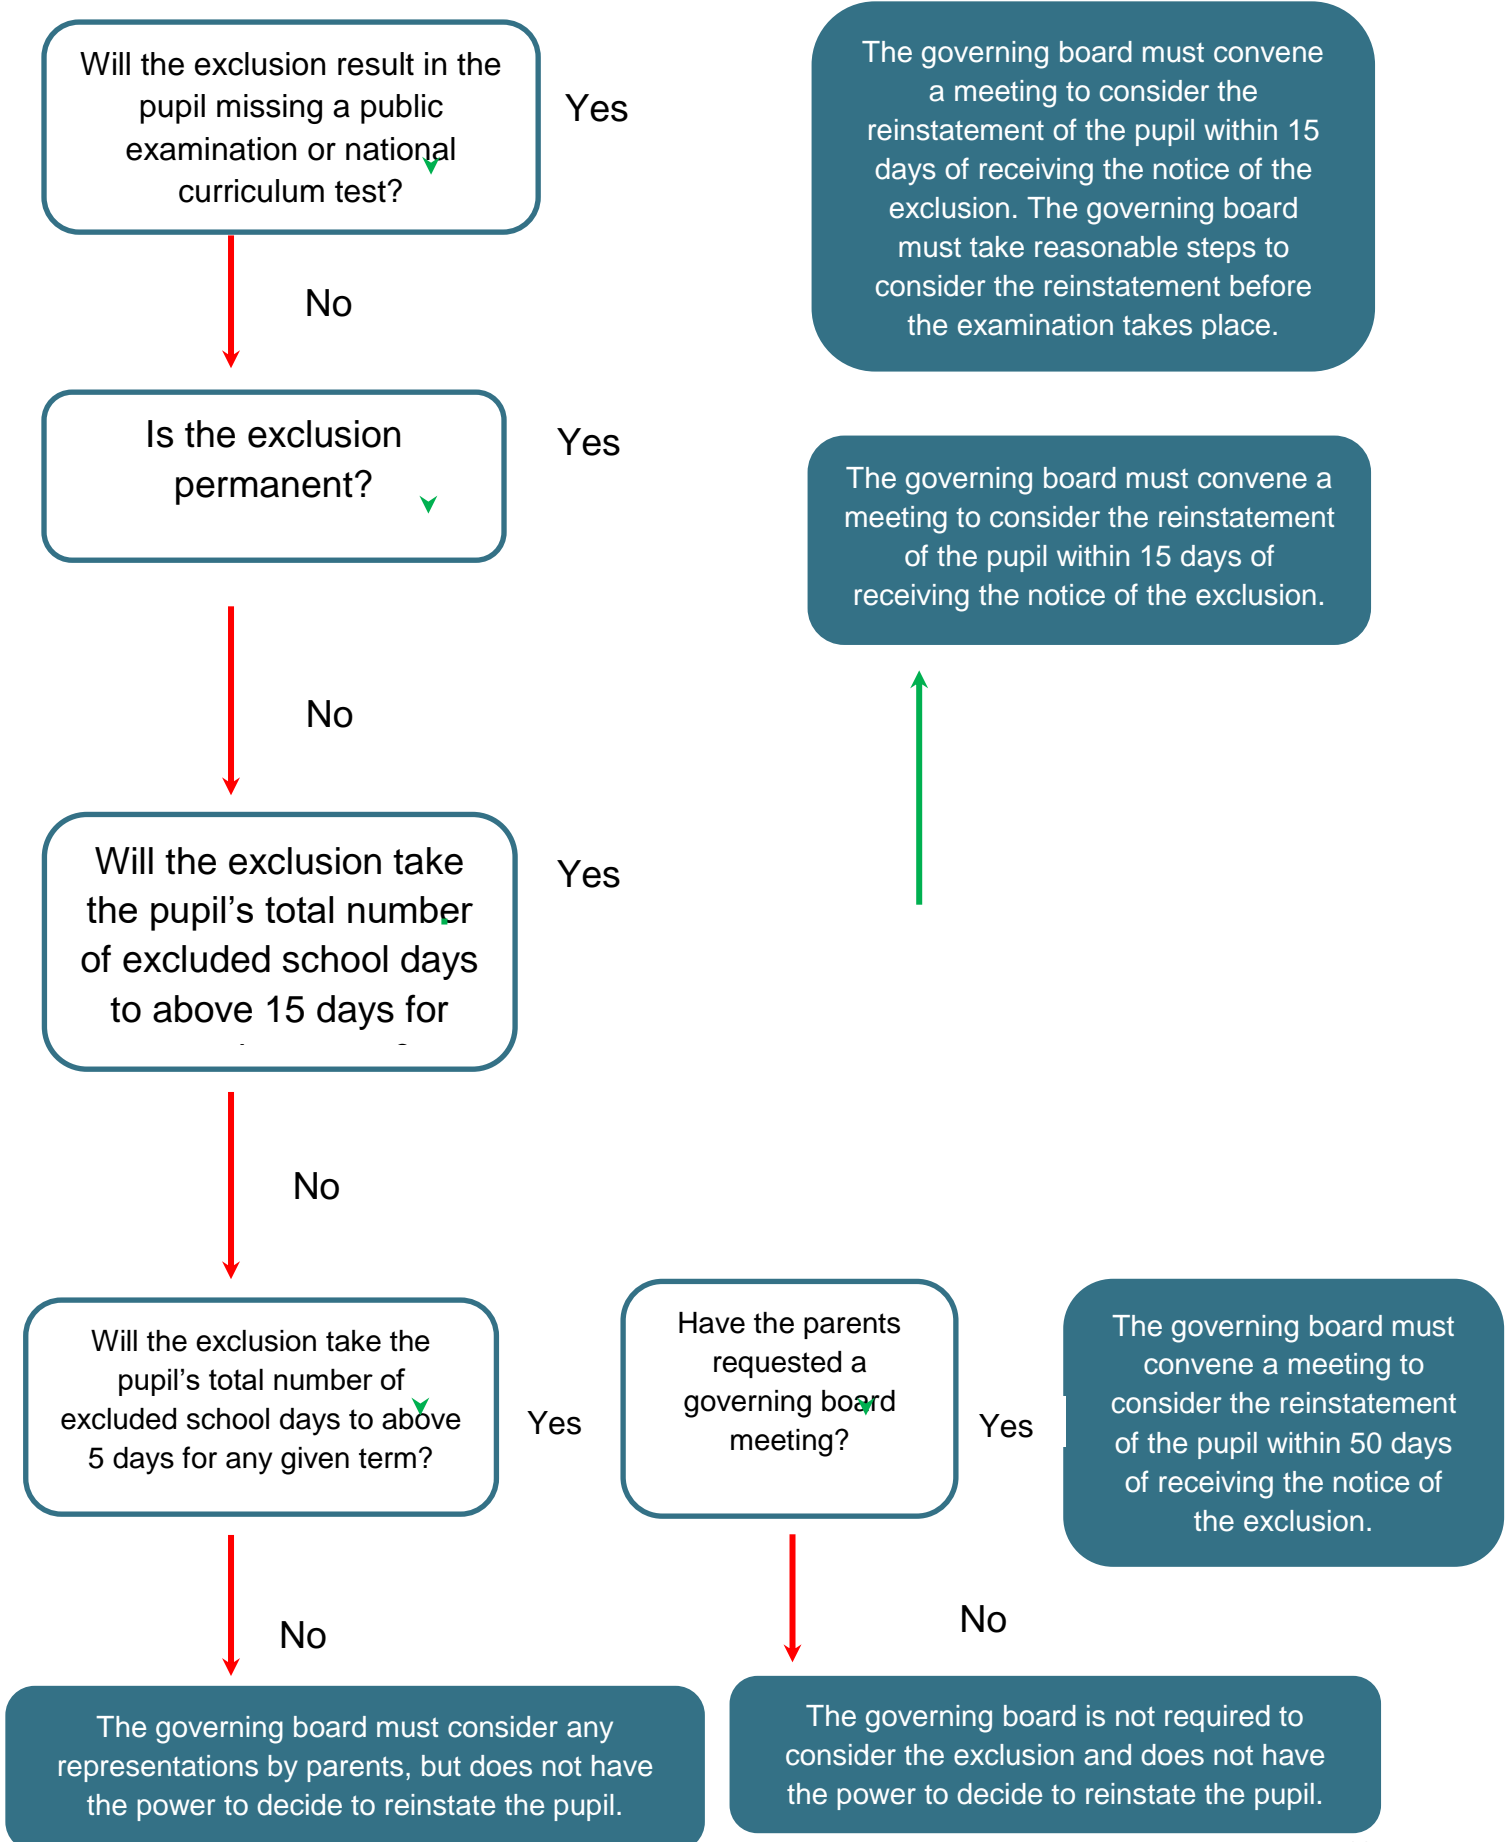 Will the exclusion result in the
pupil missing a public
examination or national
curriculum test?
Yes
The governing board must convene
a meeting to consider the
reinstatement of the pupil within 15
days of receiving the notice of the
exclusion. The governing board
must take reasonable steps to
consider the reinstatement before
the examination takes place.
No
Is the exclusion
permanent?
Yes
The governing board must convene a
meeting to consider the reinstatement
of the pupil within 15 days of
receiving the notice of the exclusion.
No
Will the exclusion take
the pupil’s total number
of excluded school days
to above 15 days for
Yes
No
Will the exclusion take the
pupil’s total number of
excluded school days to above
5 days for any given term?
Yes
Have the parents
requested a
governing board
meeting?
Yes
The governing board must
convene a meeting to
consider the reinstatement
of the pupil within 50 days
of receiving the notice of
the exclusion.
No
No
The governing board must consider any
representations by parents, but does not have
the power to decide to reinstate the pupil.
The governing board is not required to
consider the exclusion and does not have
the power to decide to reinstate the pupil.